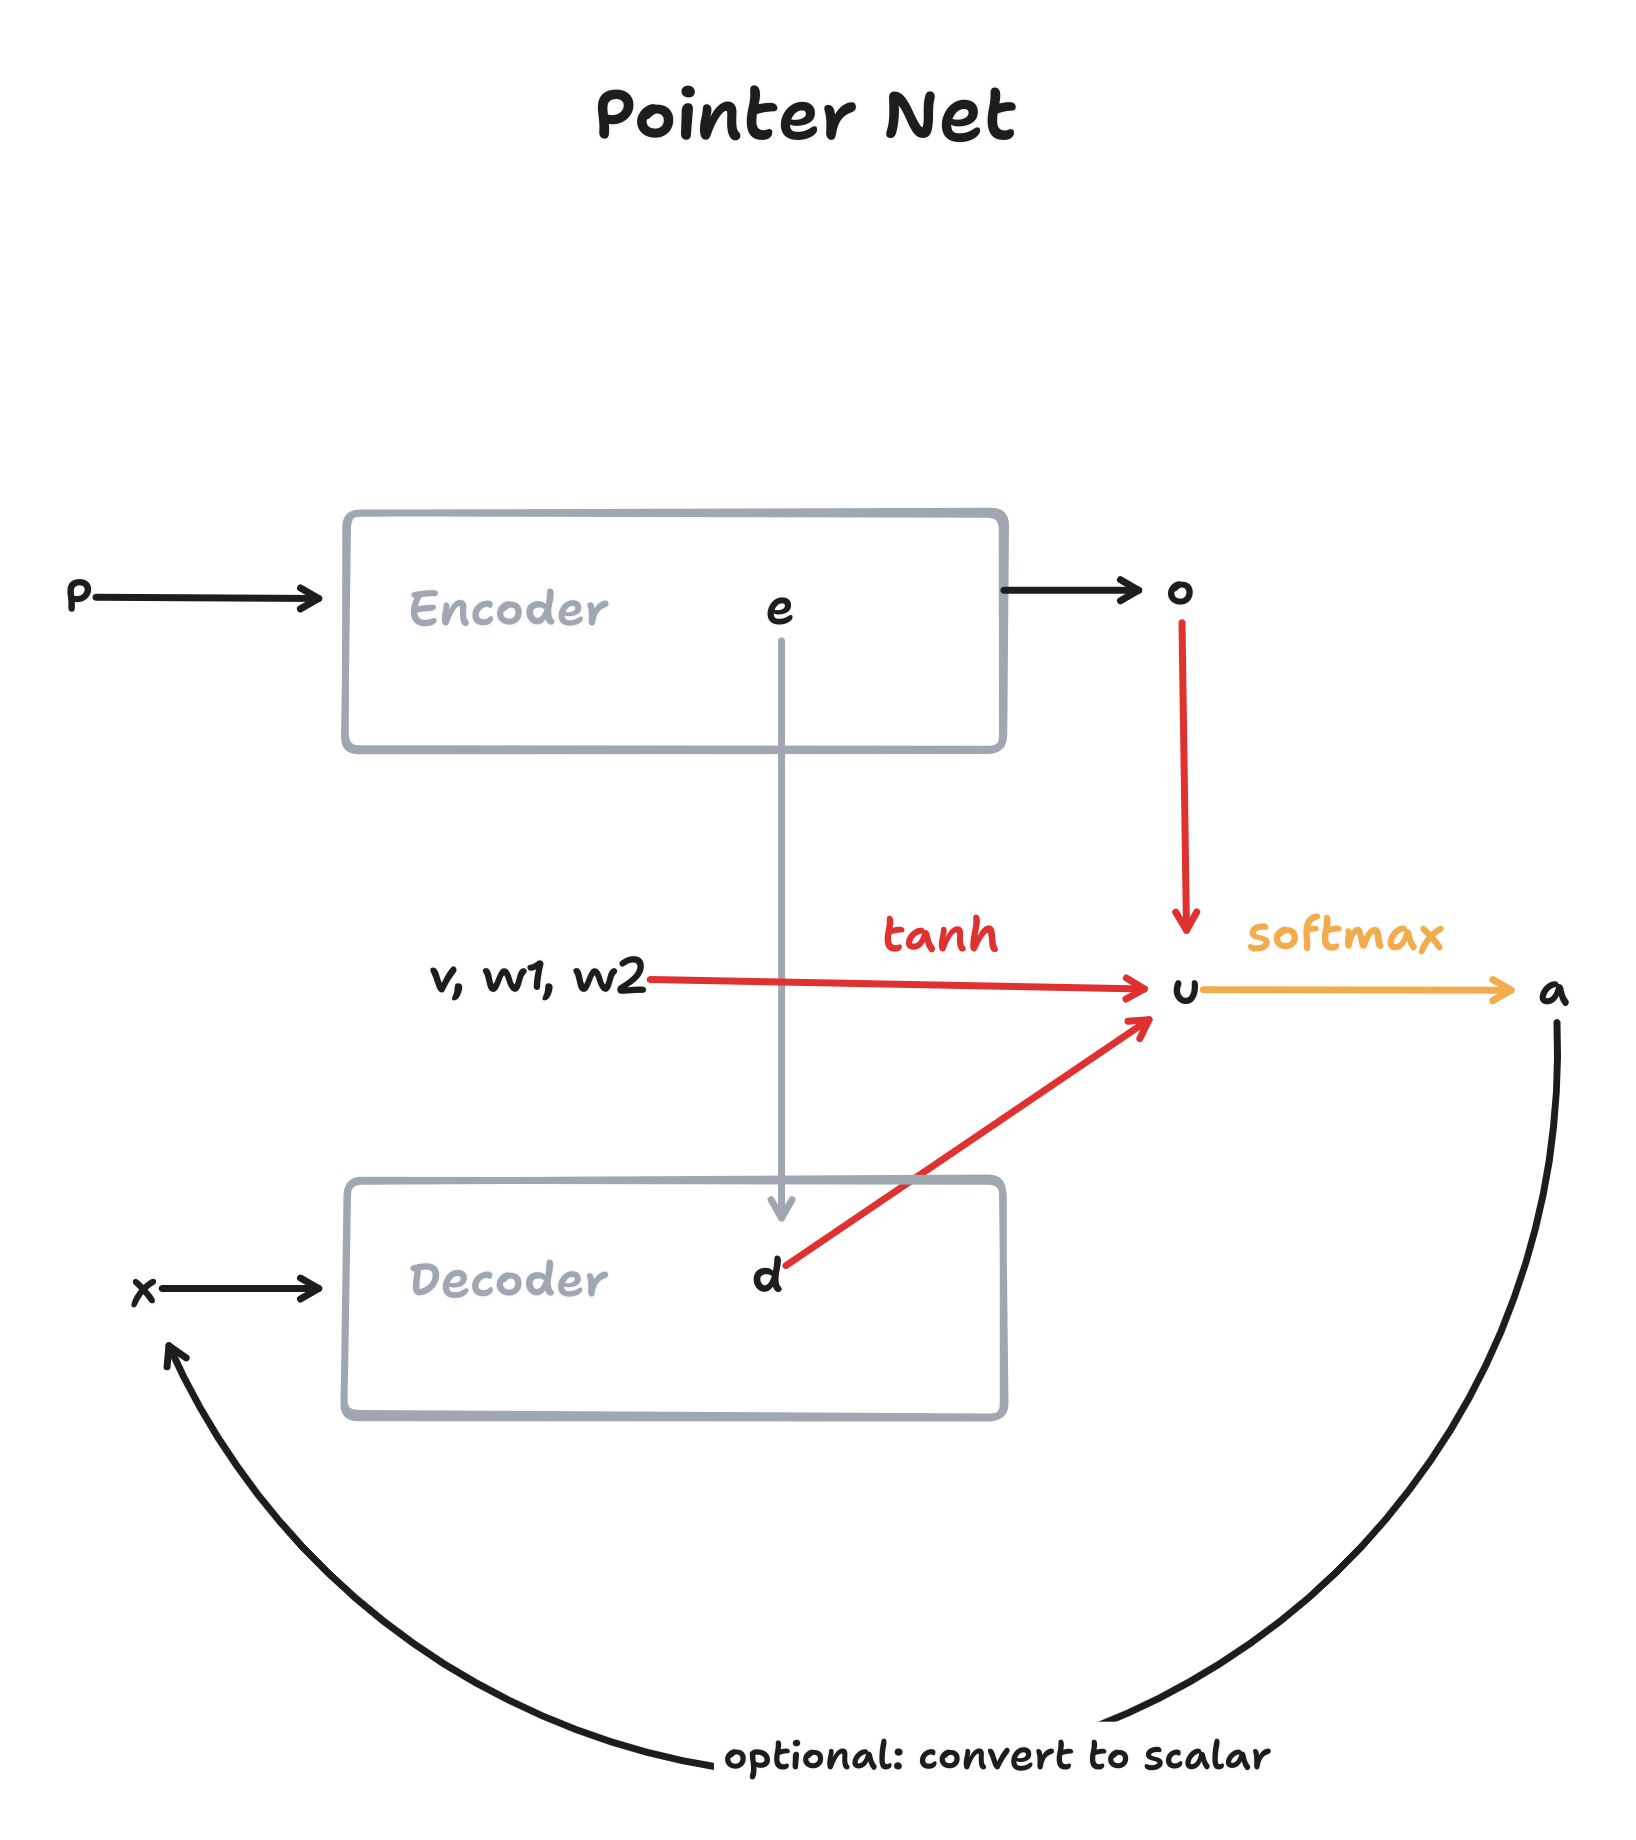 Pointer Net
P
Encoder
e
o
tanh
softmax
v, w1, w2
u
a
Decoder
d
x
optional: convert to scalar